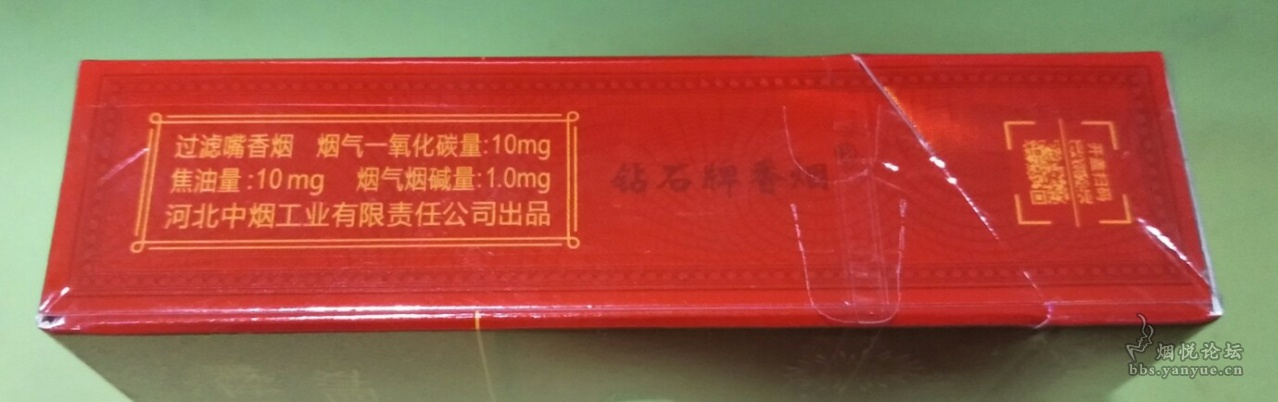 过滤嘴香烟 烟气一氧化碳量:10mg
焦油量:10mg 烟气烟碱量:1.0mg
河北中烟工业有限责任公司出品
钻石牌香烟®
烟悦论坛
bbs.yanyue.cn